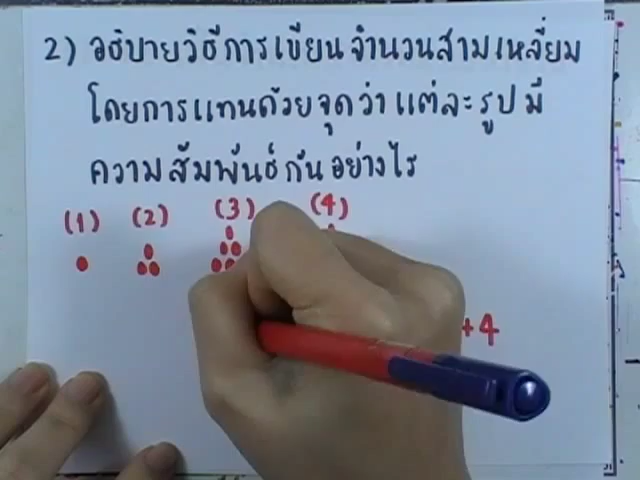 2) อธิบายวิธีการเขียนจำนวนสามเหลี่ยม
โดยการแทนด้วยจุดว่าแต่ละรูปมี
ความสัมพันธ์กันอย่างไร
(1) (2) (3) (4)
+4